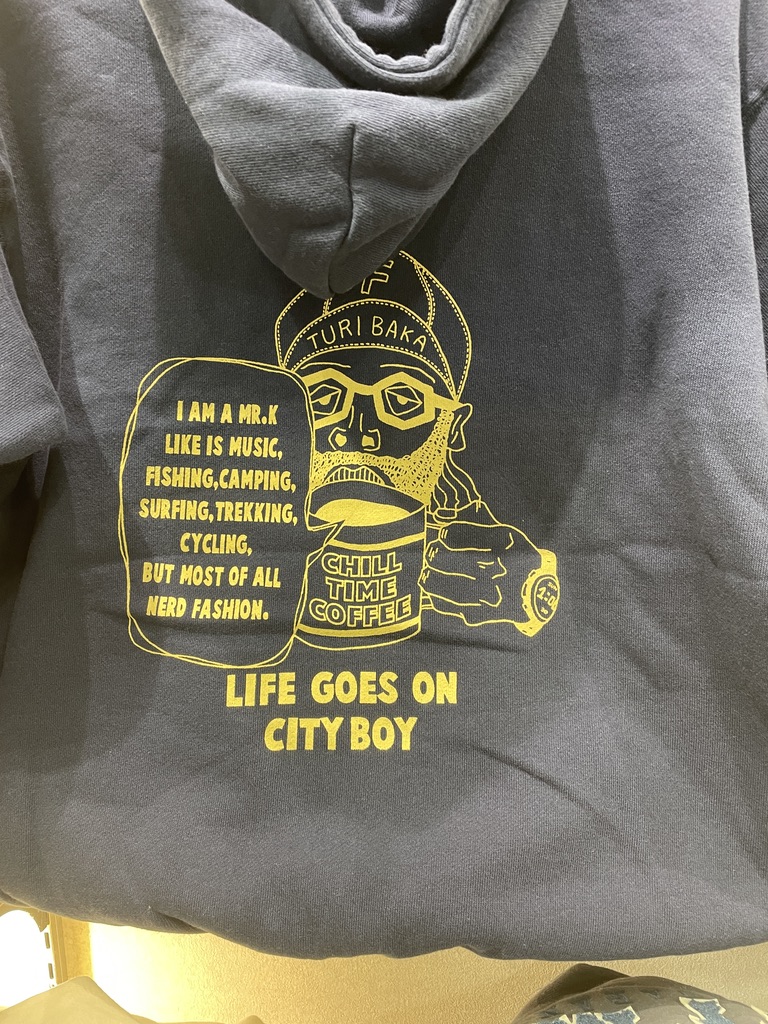 F
TURI BAKA
I AM A MR.K
LIKE IS MUSIC,
FISHING,CAMPING,
SURFING,TREKKING,
CYCLING,
BUT MOST OF ALL
NERD FASHION.
CHILL
TIME
COFFEE
LIFE GOES ON
CITY BOY